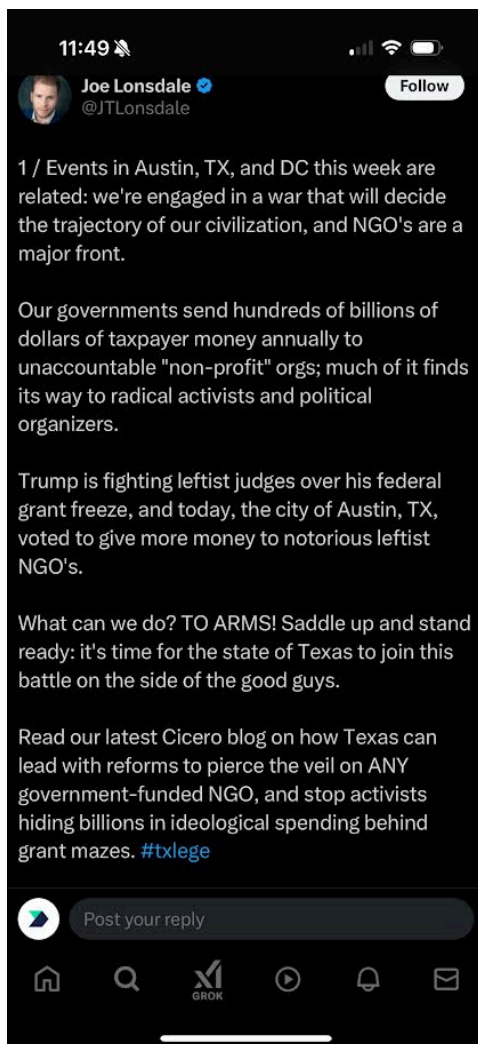 11:49
Joe Lonsdale
Follow
@JTLonsdale
1 / Events in Austin, TX, and DC this week are
related: we're engaged in a war that will decide
the trajectory of our civilization, and NGO's are a
major front.
Our governments send hundreds of billions of
dollars of taxpayer money annually to
unaccountable "non-profit" orgs; much of it finds
its way to radical activists and political
organizers.
Trump is fighting leftist judges over his federal
grant freeze, and today, the city of Austin, TX,
voted to give more money to notorious leftist
NGO's.
What can we do? TO ARMS! Saddle up and stand
ready: it's time for the state of Texas to join this
battle on the side of the good guys.
Read our latest Cicero blog on how Texas can
lead with reforms to pierce the veil on ANY
government-funded NGO, and stop activists
hiding billions in ideological spending behind
grant mazes. #txlege
Post your reply
GROK